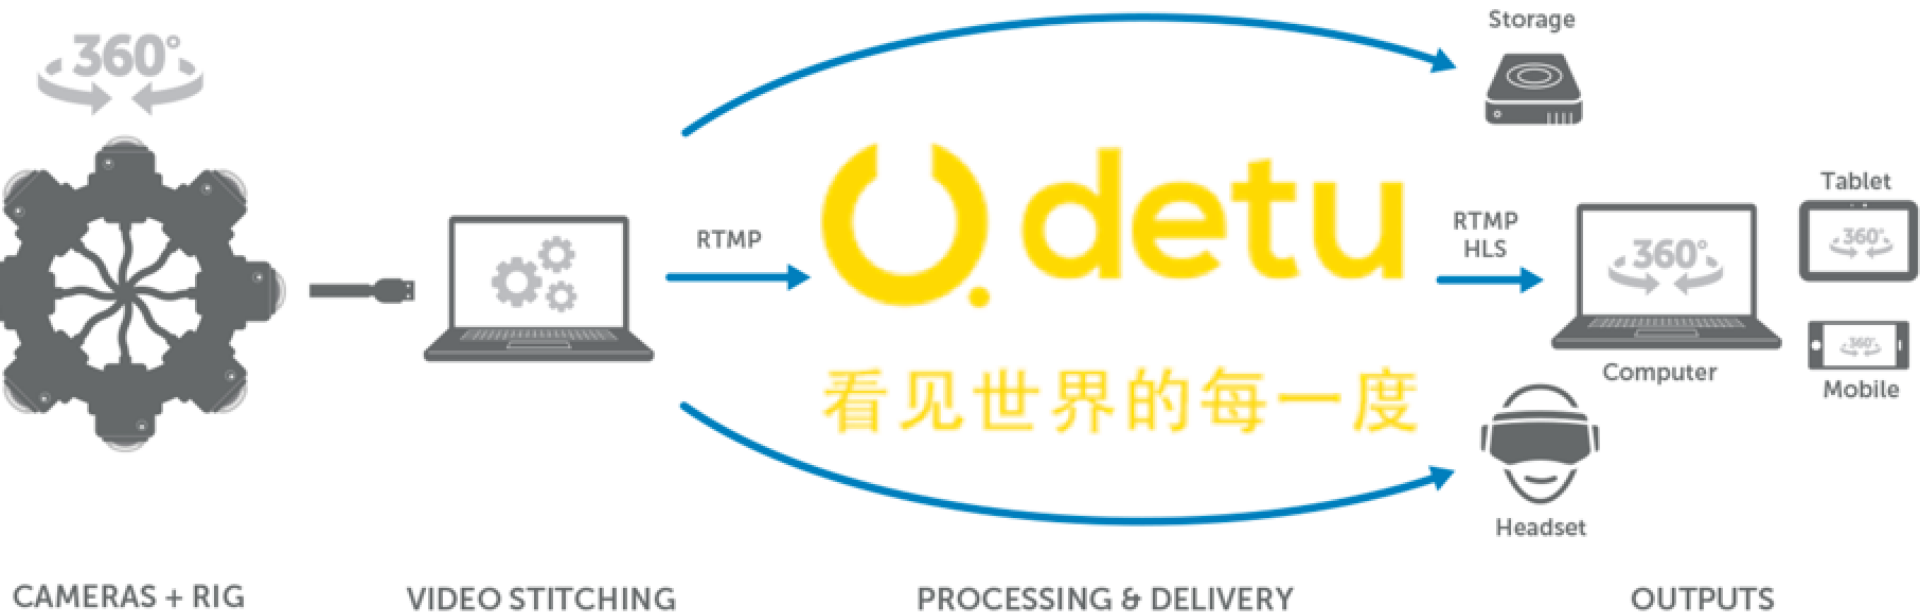 360°
CAMERAS + RIG
VIDEO STITCHING
RTMP
detu
看见世界的每一度
PROCESSING & DELIVERY
RTMP
HLS
Storage
360°
Computer
Tablet
360°
360°
Mobile
Headset
OUTPUTS